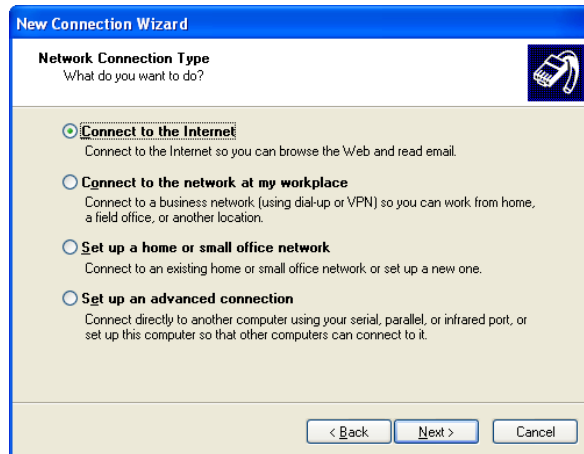 New Connection Wizard
Network Connection Type
What do you want to do?
Connect to the Internet
Connect to the Internet so you can browse the Web and read email.
Connect to the network at my workplace
Connect to a business network (using dial-up or VPN) so you can work from home,
a field office, or another location.
Set up a home or small office network
Connect to an existing home or small office network or set up a new one.
Set up an advanced connection
Connect directly to another computer using your serial, parallel, or infrared port, or
set up this computer so that other computers can connect to it.
< Back Next > Cancel